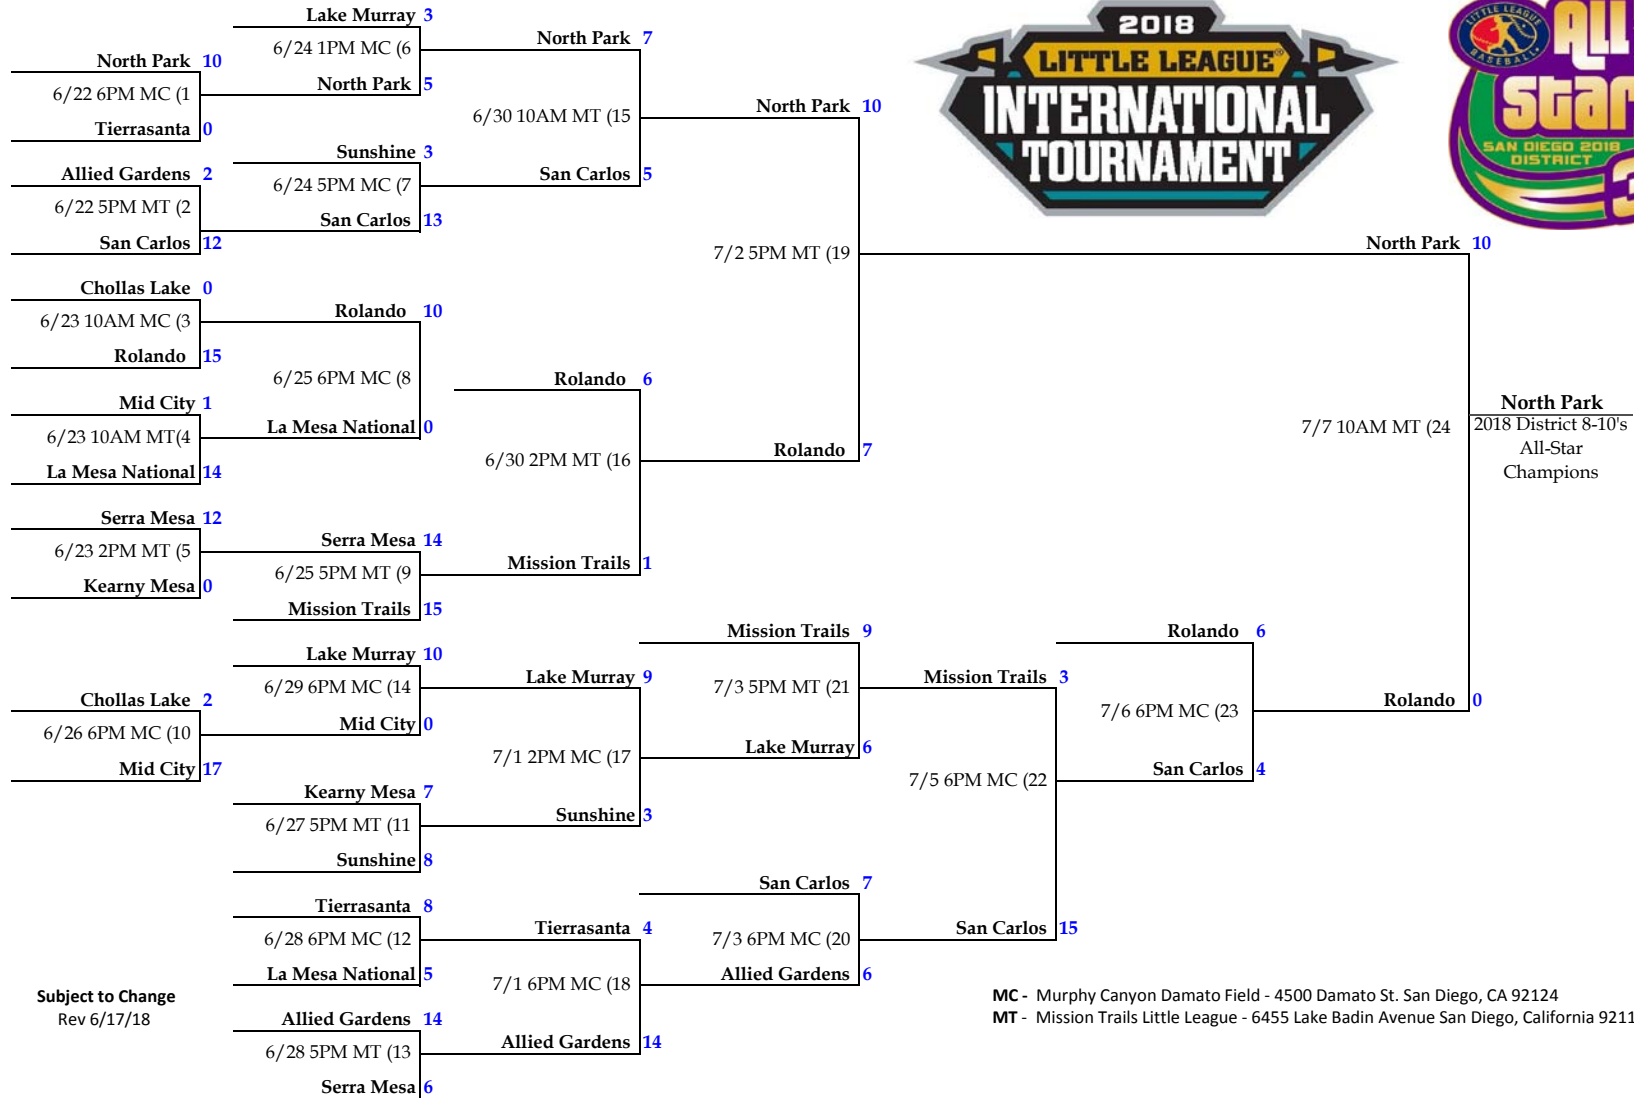 Lake Murray 3
6/24 1PM MC (6
North Park 5
North Park 10
6/22 6PM MC (1
Tierrasanta 0
Allied Gardens 2
6/22 5PM MT (2
San Carlos 12
Sunshine 3
6/24 5PM MC (7
San Carlos 13
North Park 7
6/30 10AM MT (15
San Carlos 5
Chollas Lake 0
6/23 10AM MC (3
Rolando 15
Mid City 1
6/23 10AM MT(4
La Mesa National 14
Rolando 10
6/25 6PM MC (8
La Mesa National 0
Serra Mesa 12
6/23 2PM MT (5
Kearny Mesa 0
Serra Mesa 14
6/25 5PM MT (9
Mission Trails 15
Rolando 6
6/30 2PM MT (16
Mission Trails 1
North Park 10
7/2 5PM MT (19
Rolando 7
Chollas Lake 2
6/26 6PM MC (10
Mid City 17
Lake Murray 10
6/29 6PM MC (14
Mid City 0
Kearny Mesa 7
6/27 5PM MT (11
Sunshine 8
Lake Murray 9
7/1 2PM MC (17
Sunshine 3
Tierrasanta 8
6/28 6PM MC (12
La Mesa National 5
Allied Gardens 14
6/28 5PM MT (13
Serra Mesa 6
Tierrasanta 4
7/1 6PM MC (18
Allied Gardens 14
Mission Trails 9
7/3 5PM MT (21
Lake Murray 6
San Carlos 7
7/3 6PM MC (20
Allied Gardens 6
Mission Trails 3
7/5 6PM MC (22
San Carlos 15
Rolando 6
7/6 6PM MC (23
San Carlos 4
North Park 10
7/7 10AM MT (24
Rolando 0
North Park
2018 District 8-10's
All-Star
Champions
2018
LITTLE LEAGUE®
INTERNATIONAL
TOURNAMENT
LITTLE LEAGUE
BASEBALL
ALL
Star
SAN DIEGO 2018
DISTRICT
3
Subject to Change
Rev 6/17/18
MC - Murphy Canyon Damato Field - 4500 Damato St. San Diego, CA 92124
MT - Mission Trails Little League - 6455 Lake Badin Avenue San Diego, California 9211